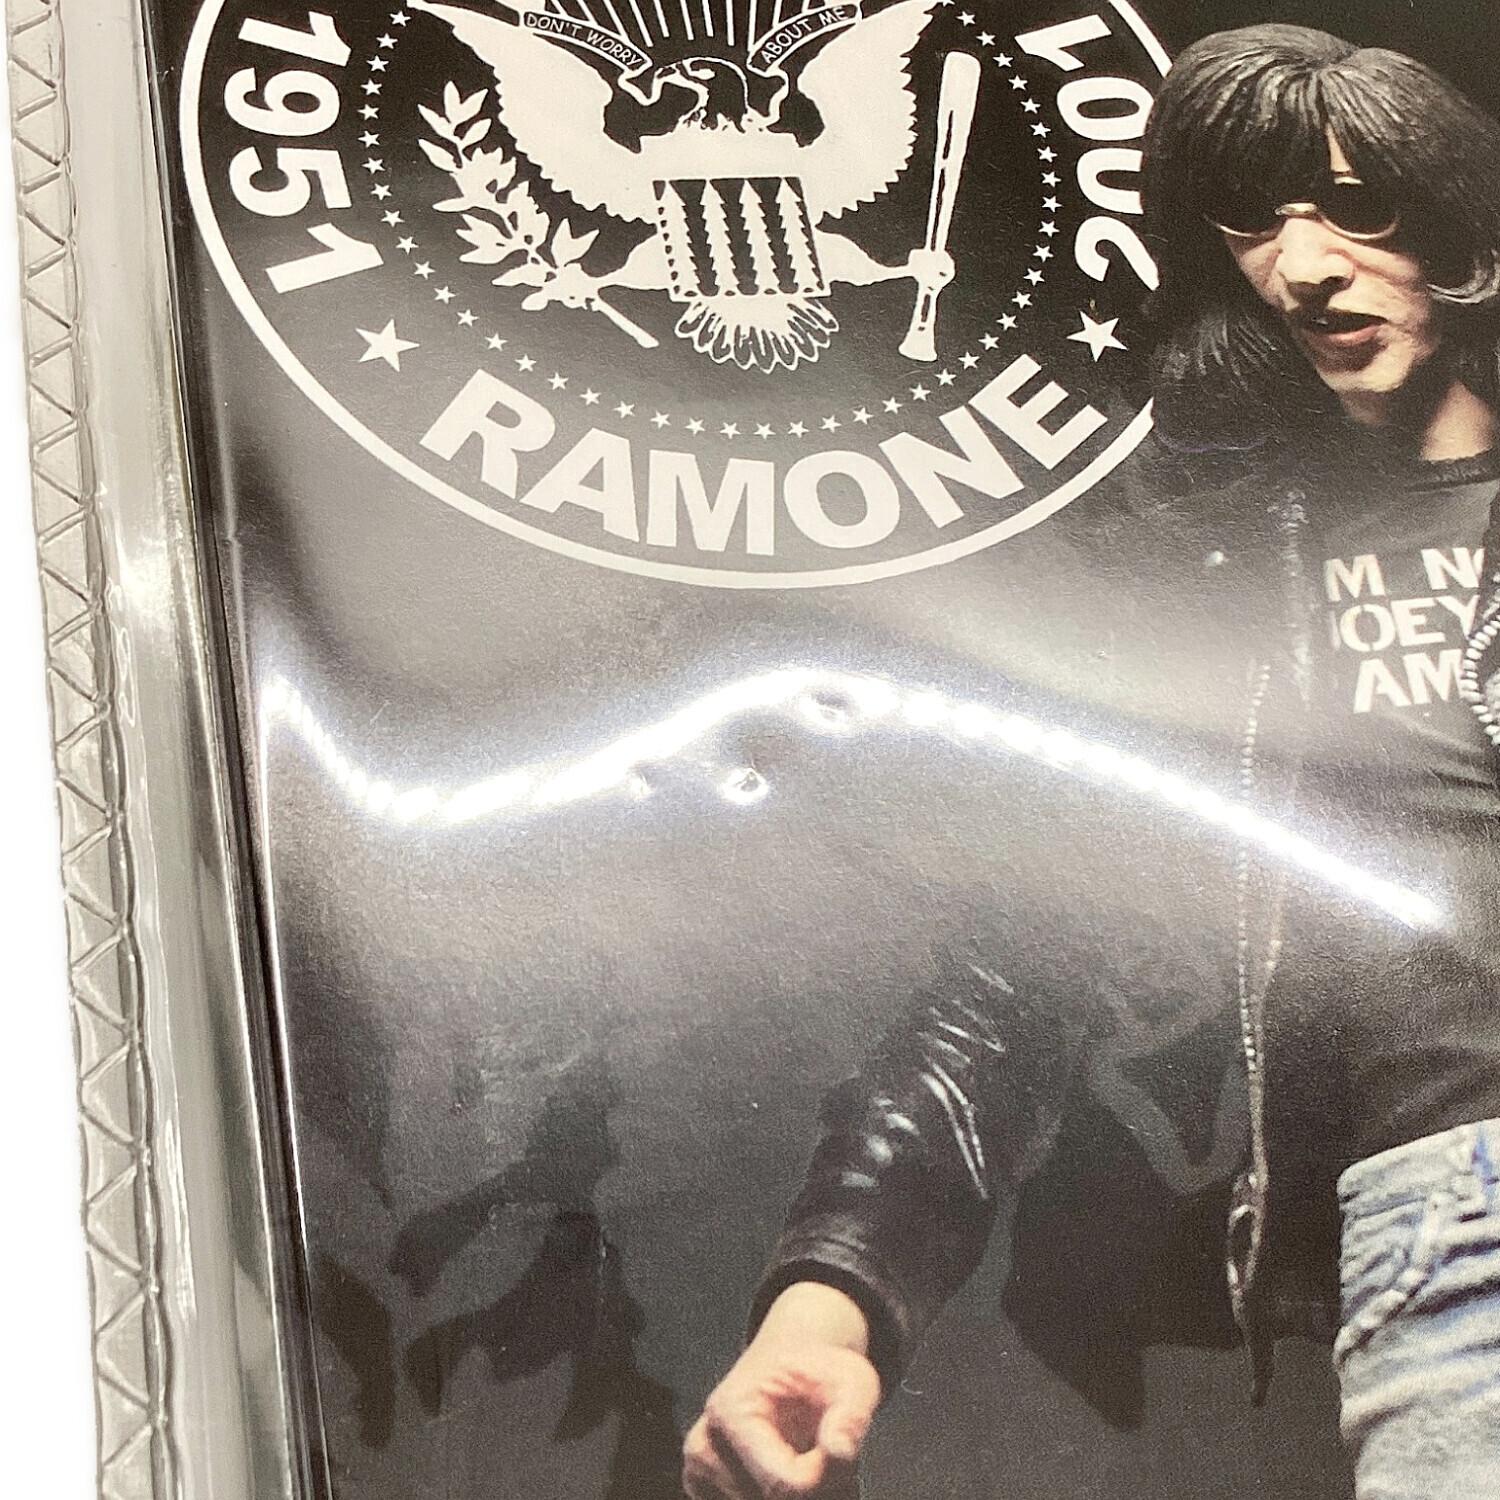 DON'T WORRY ABOUT ME
1951
2001
RAMONE
M NO
OEY
AM